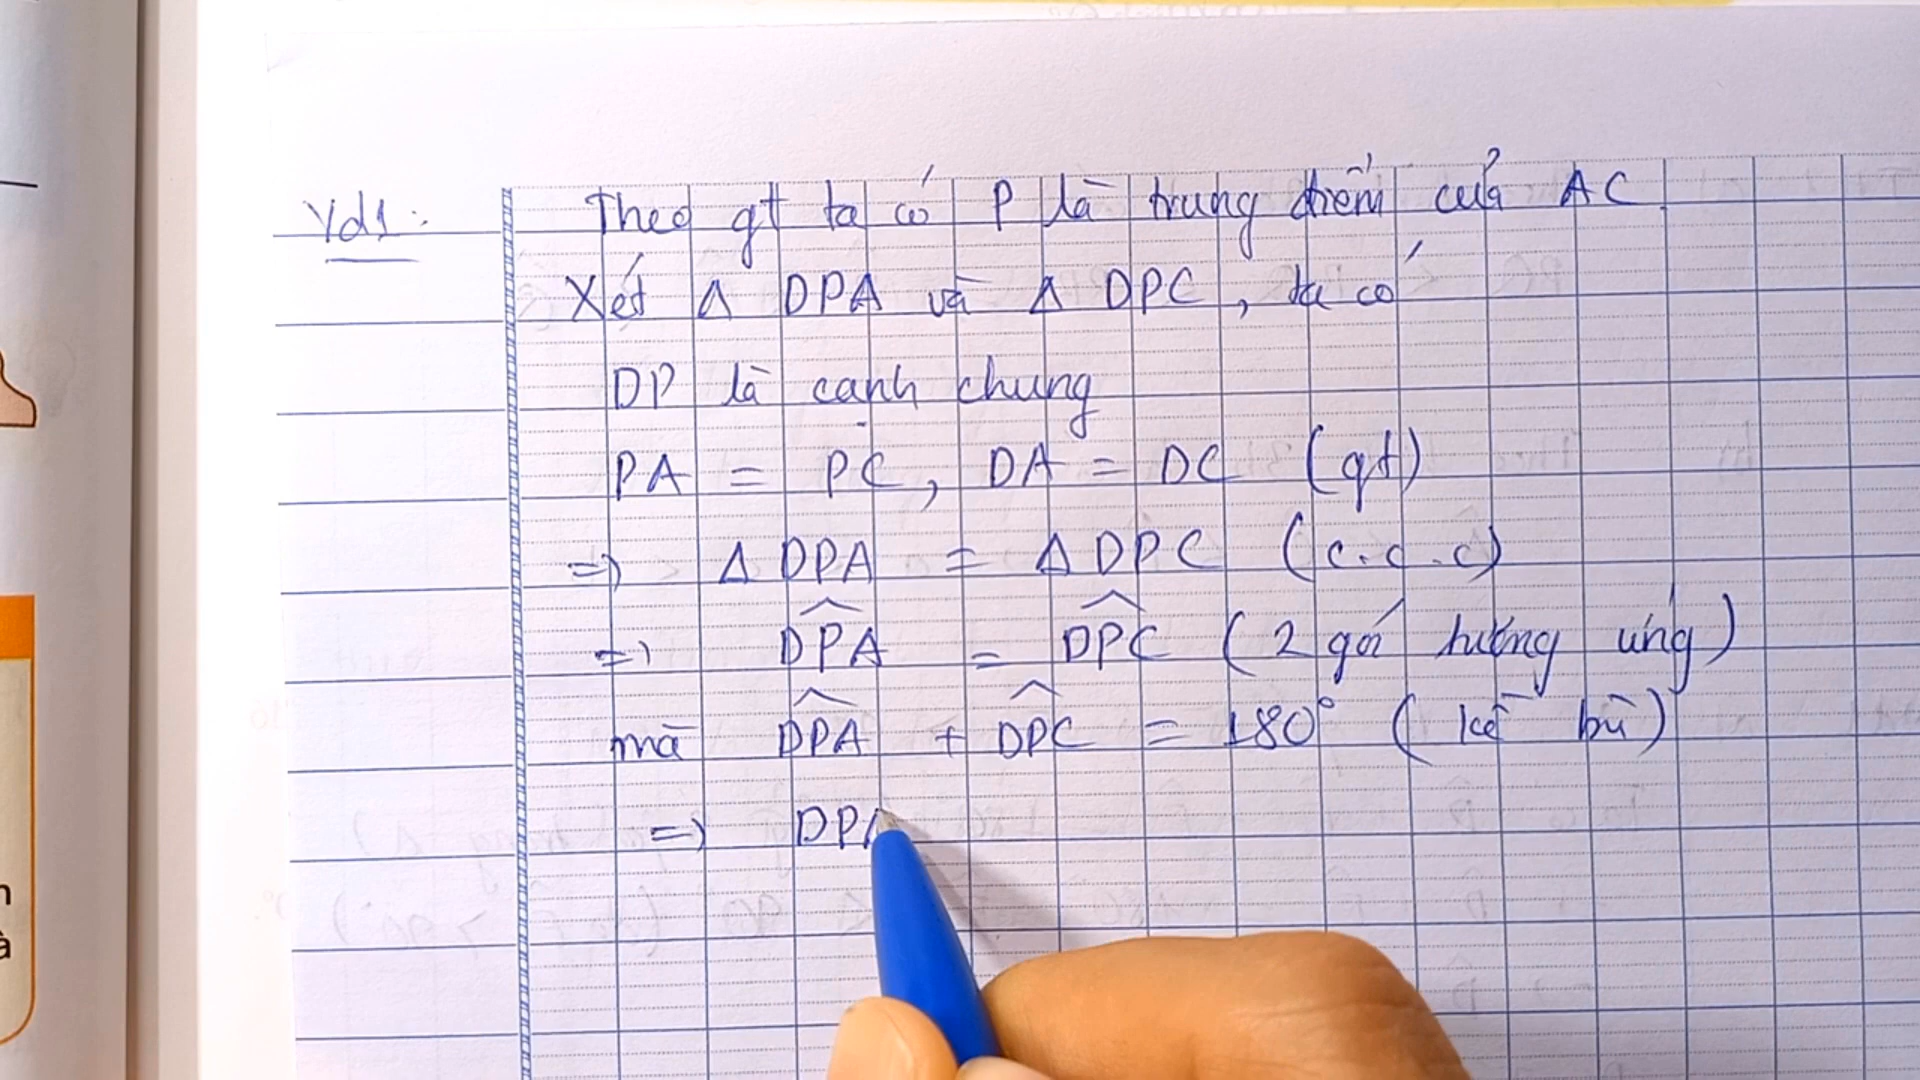 Vd1:
Theo gt ta có P là trung điểm của AC
Xét Δ DPA và Δ DPC, ta có
DP là cạnh chung
PA = PC, DA = DC (gt)
=> Δ DPA = Δ DPC (c.c.c)
=> DPA = DPC (2 góc tương ứng)
mà DPA + DPC = 180° (kề bù)
=> DPA
n
à